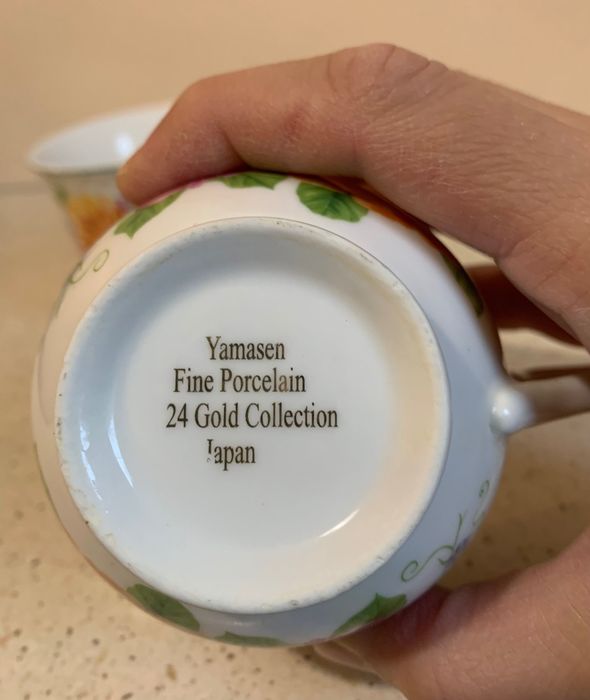 Yamasen
Fine Porcelain
24 Gold Collection
Japan